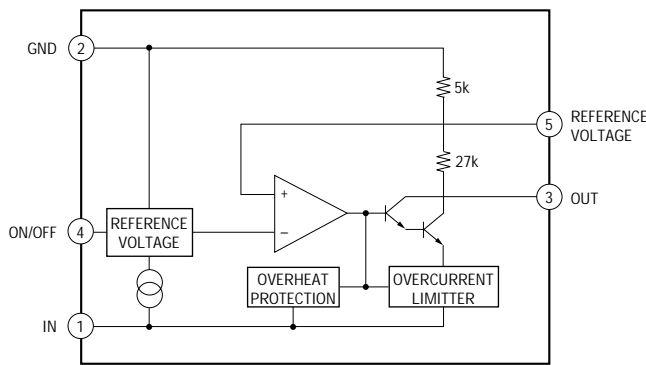 GND
2
5k
5
REFERENCE
VOLTAGE
27k
+
3
OUT
ON/OFF
4
REFERENCE
VOLTAGE
−
OVERHEAT
PROTECTION
OVERCURRENT
LIMITTER
IN
1